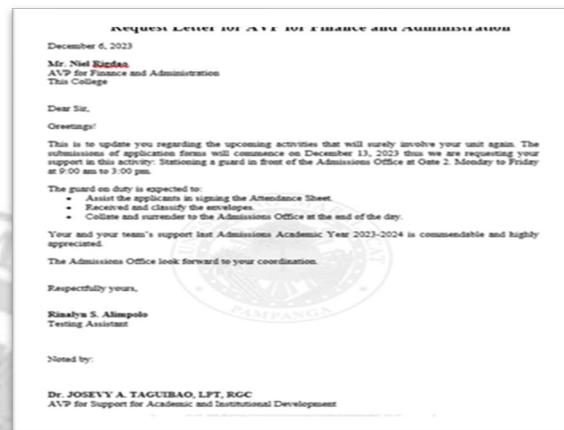 Request Letter for AVP for Finance and Administration
December 6, 2023
Mr. Niel Rigdao
AVP for Finance and Administration
This College
Dear Sir,
Greetings!
This is to update you regarding the upcoming activities that will surely involve your unit again. The
submissions of application forms will commence on December 13, 2023 thus we are requesting your
support in this activity: Stationing a guard in front of the Admissions Office at Gate 2. Monday to Friday
at 9:00 am to 3:00 pm.
The guard on duty is expected to:
• Assist the applicants in signing the Attendance Sheet.
• Received and classify the envelopes.
• Collate and surrender to the Admissions Office at the end of the day.
Your and your team's support last Admissions Academic Year 2023-2024 is commendable and highly
appreciated.
The Admissions Office look forward to your coordination.
Respectfully yours,
Rinalyn S. Alimpolo
Testing Assistant
Noted by:
Dr. JOSEVY A. TAGUIBAO, LPT, RGC
AVP for Support for Academic and Institutional Development
PAMPANGA